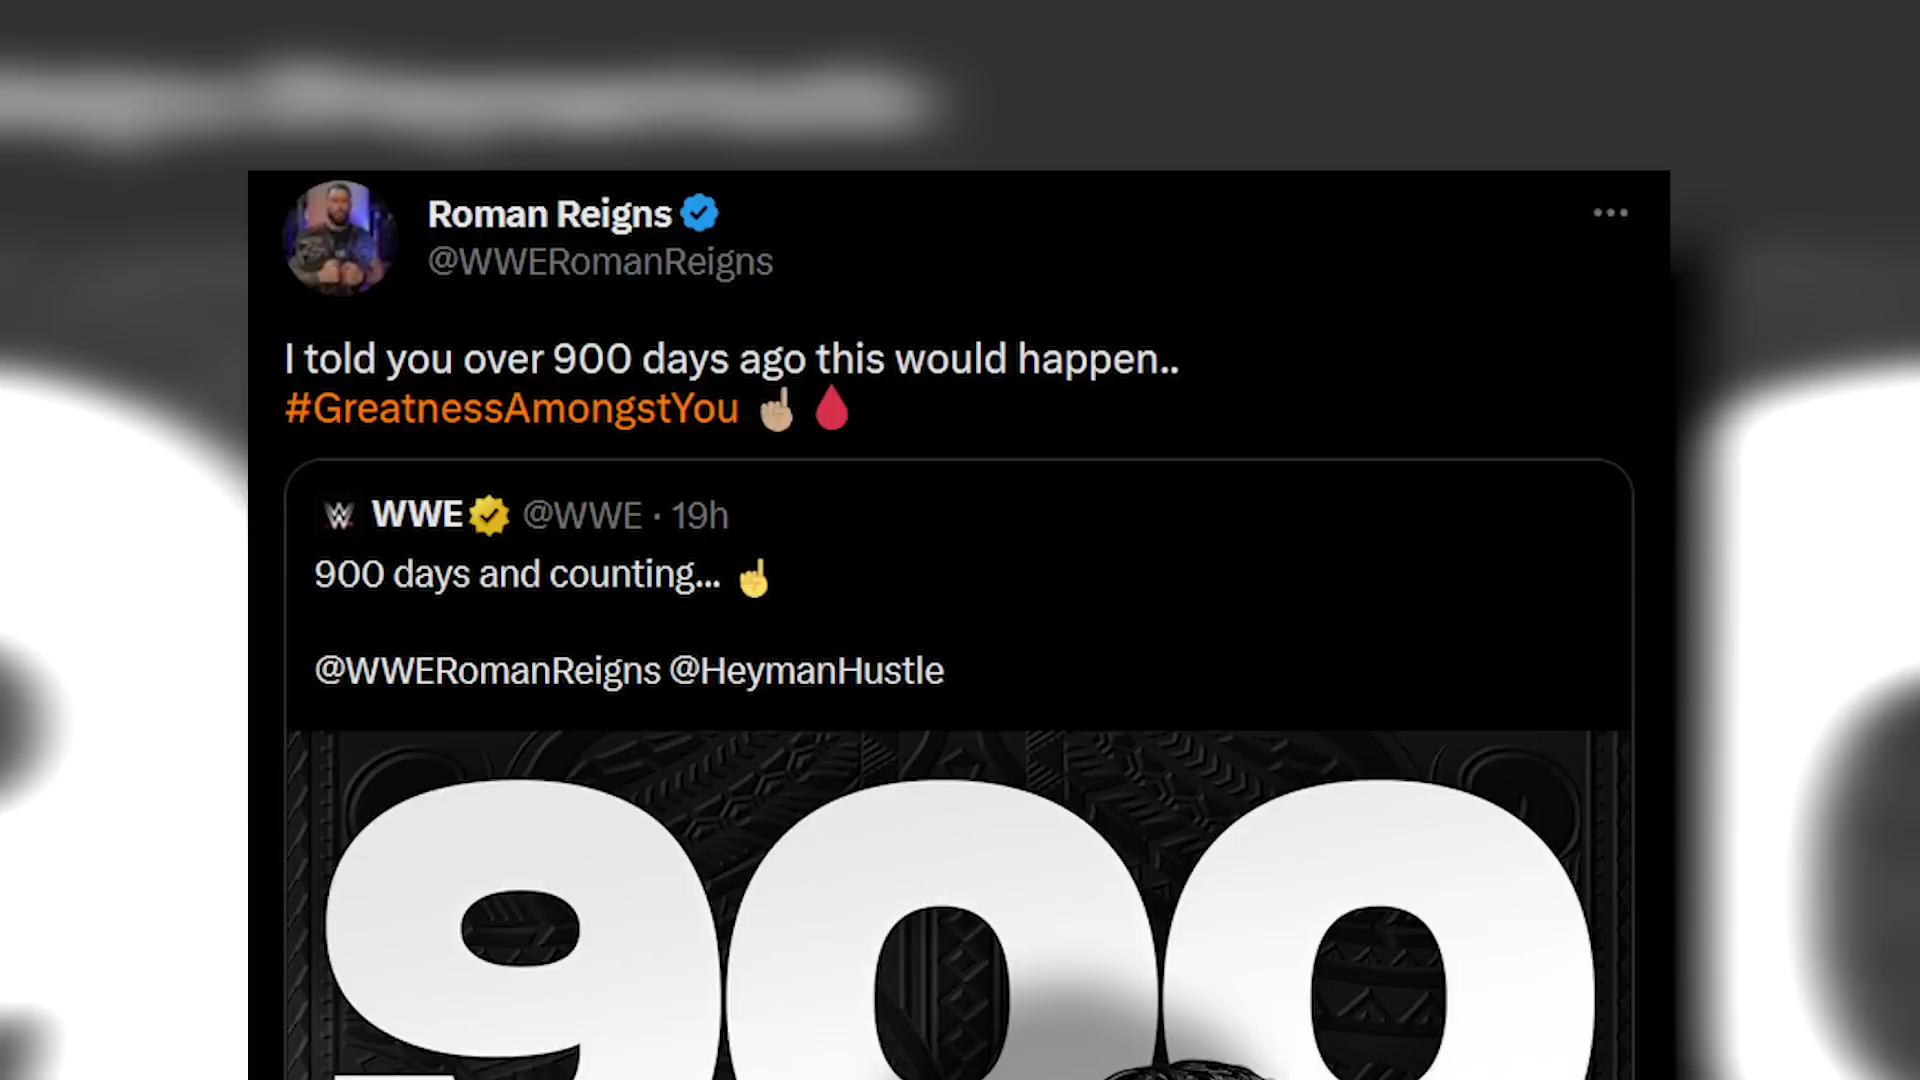 Roman Reigns
@WWERomanReigns
I told you over 900 days ago this would happen..
#GreatnessAmongstYou ☝🏼 🩸
WWE @WWE · 19h
900 days and counting... ☝
@WWERomanReigns @HeymanHustle
900